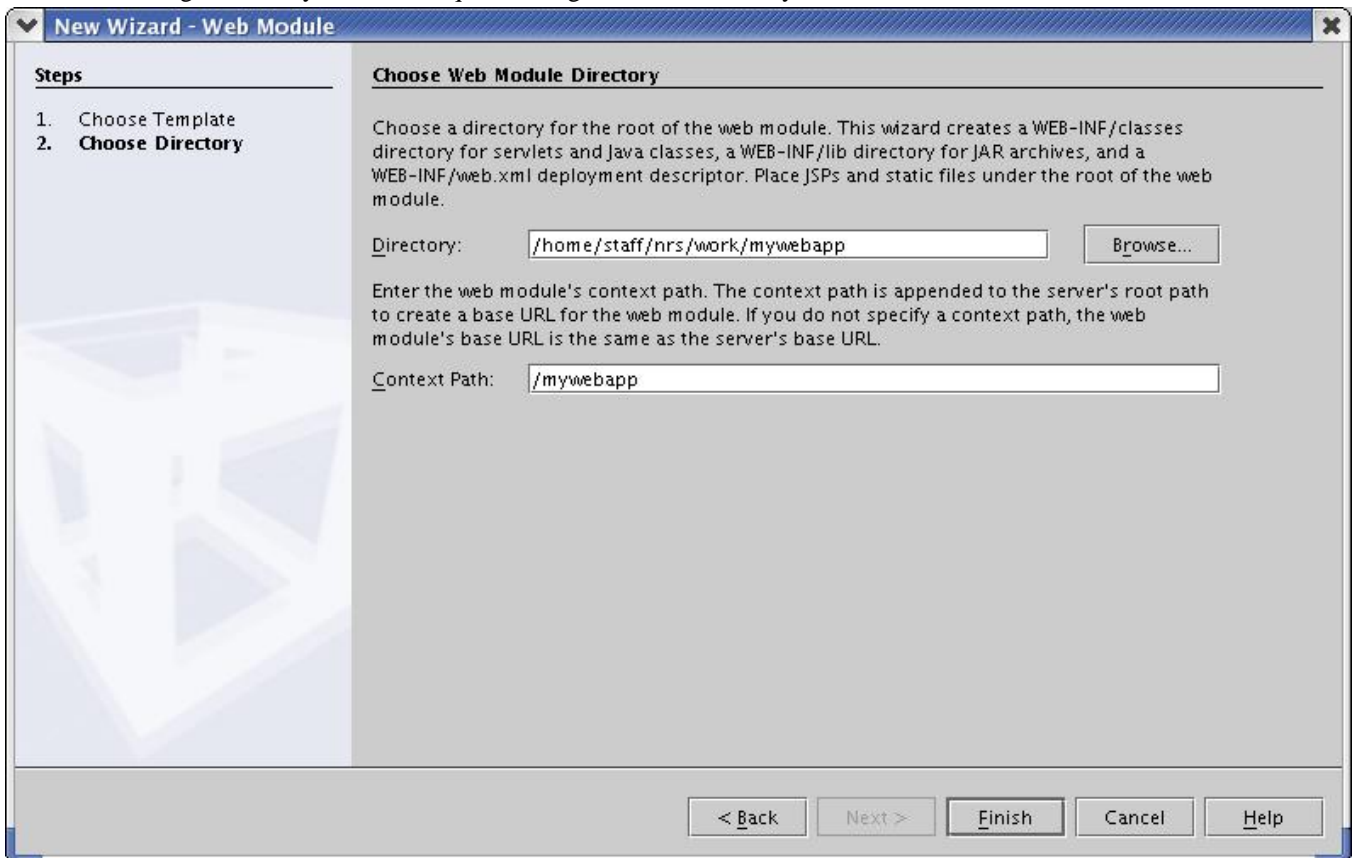 New Wizard - Web Module
Steps
1. Choose Template
2. Choose Directory
Choose Web Module Directory
Choose a directory for the root of the web module. This wizard creates a WEB-INF/classes
directory for servlets and Java classes, a WEB-INF/lib directory for JAR archives, and a
WEB-INF/web.xml deployment descriptor. Place JSPs and static files under the root of the web
module.
Directory: /home/staff/nrs/work/mywebapp Browse...
Enter the web module's context path. The context path is appended to the server's root path
to create a base URL for the web module. If you do not specify a context path, the web
module's base URL is the same as the server's base URL.
Context Path: /mywebapp
< Back Next > Finish Cancel Help